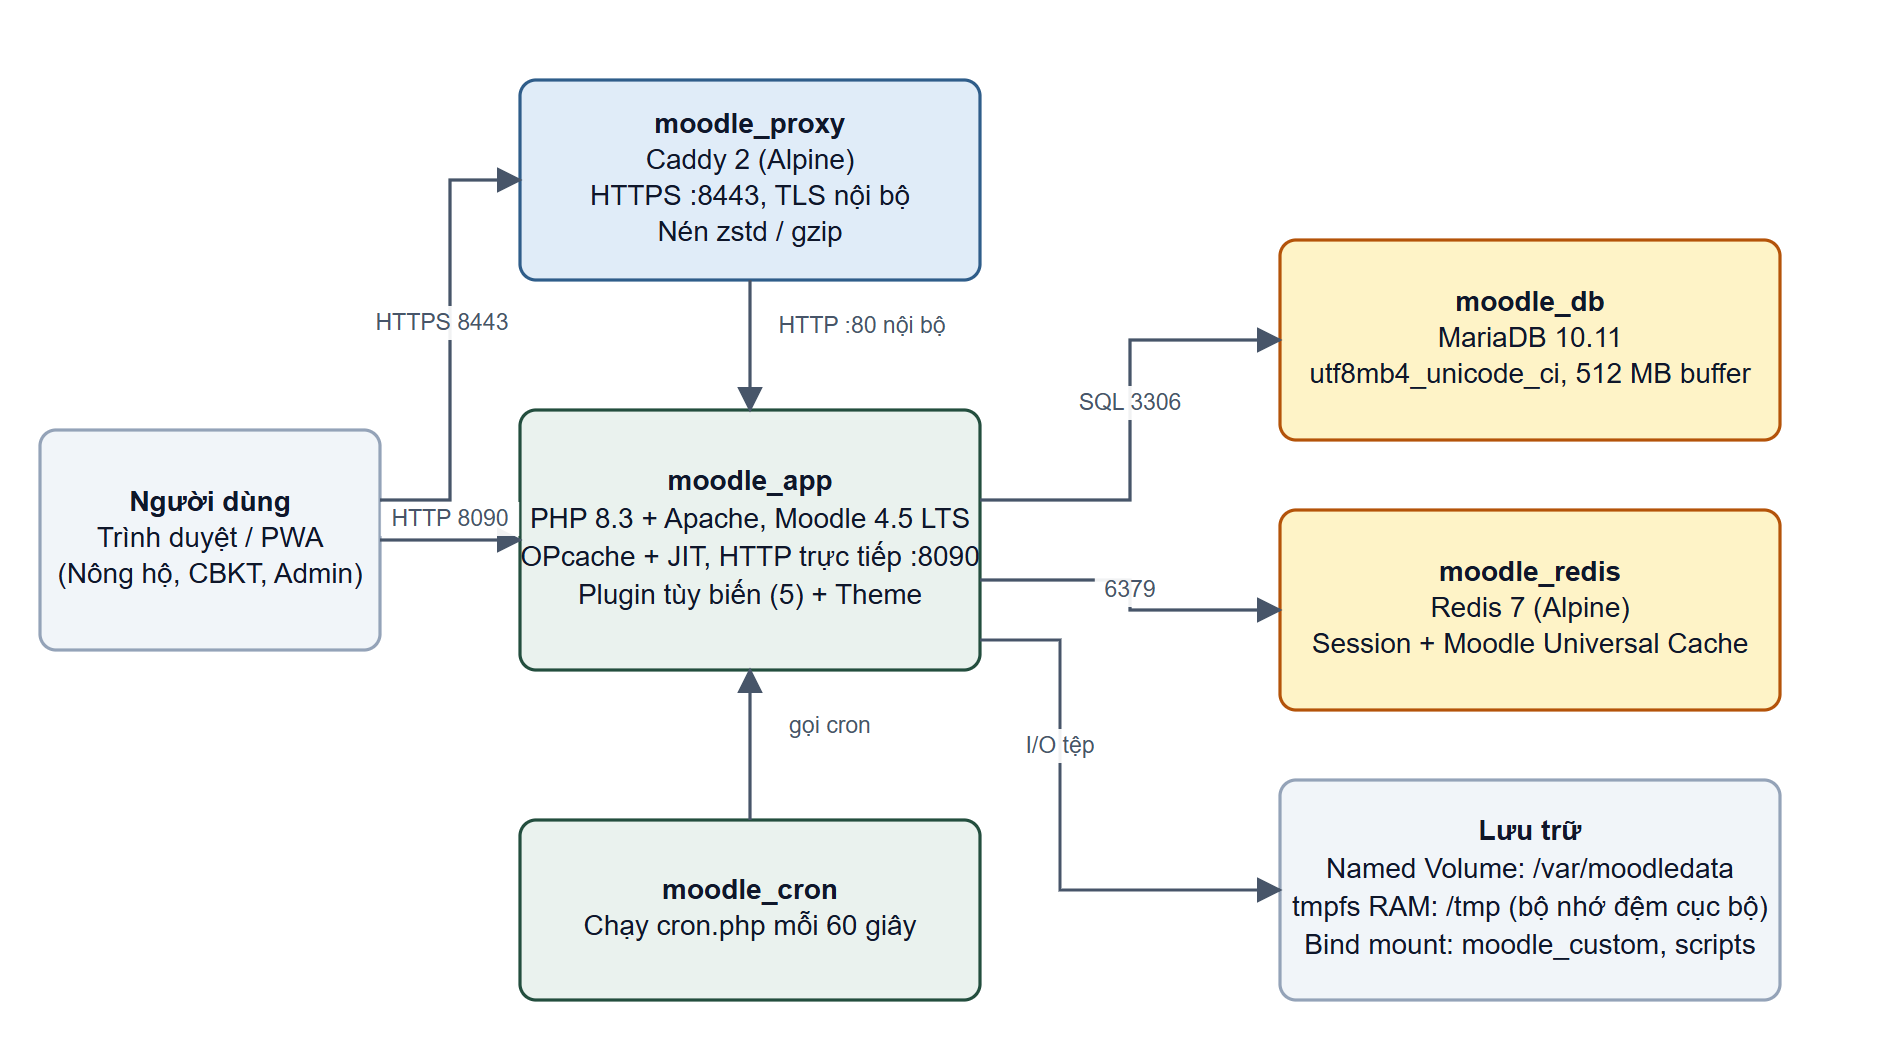 moodle_proxy
Caddy 2 (Alpine)
HTTPS :8443, TLS nội bộ
Nén zstd / gzip
HTTPS 8443
HTTP :80 nội bộ
Người dùng
Trình duyệt / PWA
(Nông hộ, CBKT, Admin)
HTTP 8090
moodle_app
PHP 8.3 + Apache, Moodle 4.5 LTS
OPcache + JIT, HTTP trực tiếp :8090
Plugin tùy biến (5) + Theme
SQL 3306
moodle_db
MariaDB 10.11
utf8mb4_unicode_ci, 512 MB buffer
6379
moodle_redis
Redis 7 (Alpine)
Session + Moodle Universal Cache
gọi cron
I/O tệp
moodle_cron
Chạy cron.php mỗi 60 giây
Lưu trữ
Named Volume: /var/moodledata
tmpfs RAM: /tmp (bộ nhớ đệm cục bộ)
Bind mount: moodle_custom, scripts